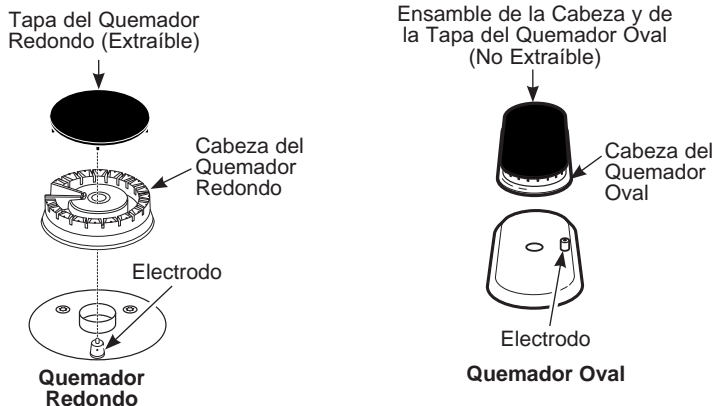 Tapa del Quemador
Redondo (Extraíble)
Cabeza del
Quemador
Redondo
Electrodo
Quemador
Redondo
Ensamble de la Cabeza y de
la Tapa del Quemador Oval
(No Extraíble)
Cabeza del
Quemador
Oval
Electrodo
Quemador Oval